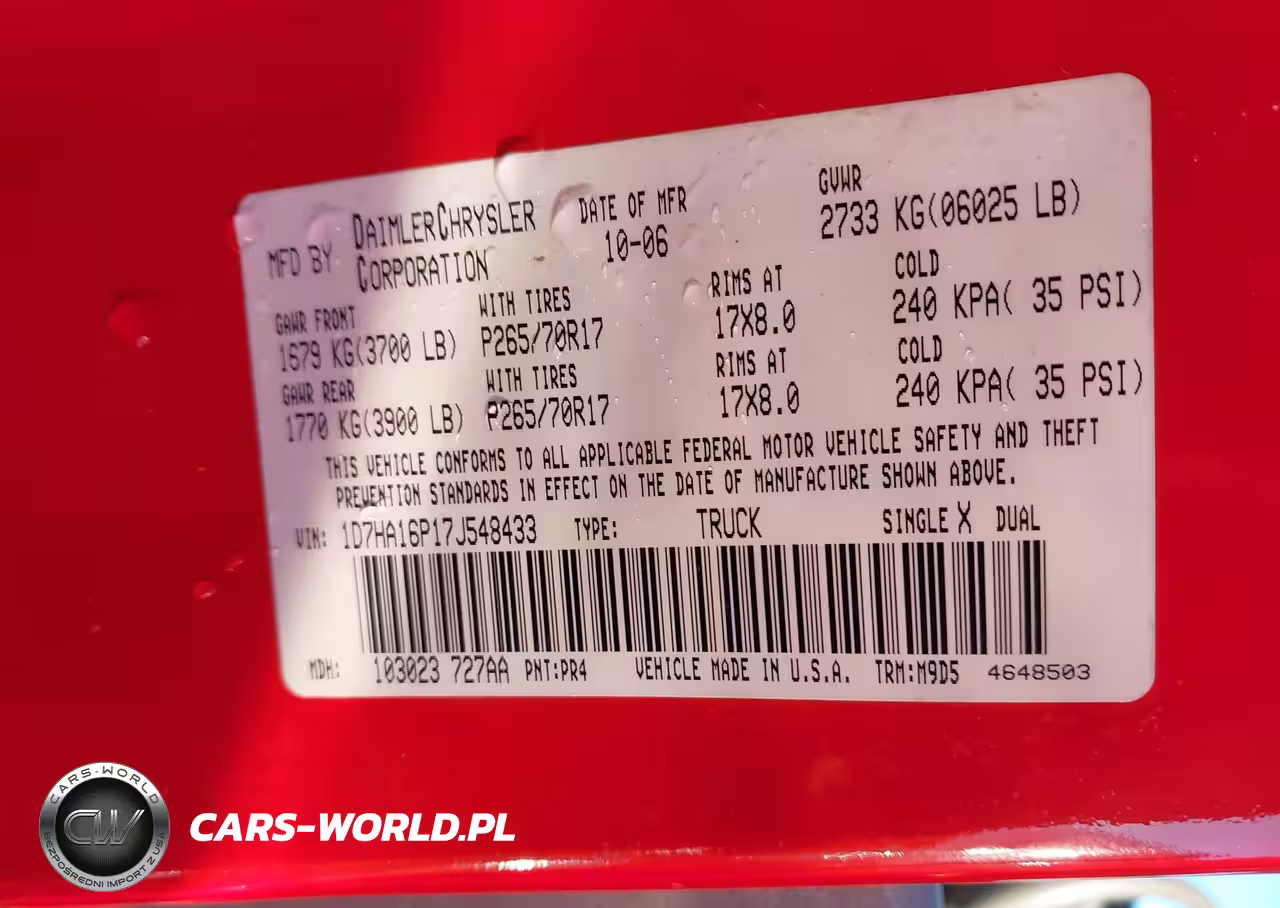 MFD BY DAIMLERCHRYSLER CORPORATION
DATE OF MFR
10-06
GVWR
2733 KG(06025 LB)
GAWR FRONT WITH TIRES RIMS AT COLD
1679 KG(3700 LB) P265/70R17 17X8.0 240 KPA( 35 PSI)
GAWR REAR WITH TIRES RIMS AT COLD
1770 KG(3900 LB) P265/70R17 17X8.0 240 KPA( 35 PSI)
THIS VEHICLE CONFORMS TO ALL APPLICABLE FEDERAL MOTOR VEHICLE SAFETY AND THEFT
PREVENTION STANDARDS IN EFFECT ON THE DATE OF MANUFACTURE SHOWN ABOVE.
VIN: 1D7HA16P17J548433 TYPE: TRUCK SINGLE X DUAL
MDH: 103023 727AA PNT:PR4 VEHICLE MADE IN U.S.A. TRM:M9D5 4648503
CARS-WORLD
CW
BEZPOŚREDNI IMPORT Z USA
CARS-WORLD.PL